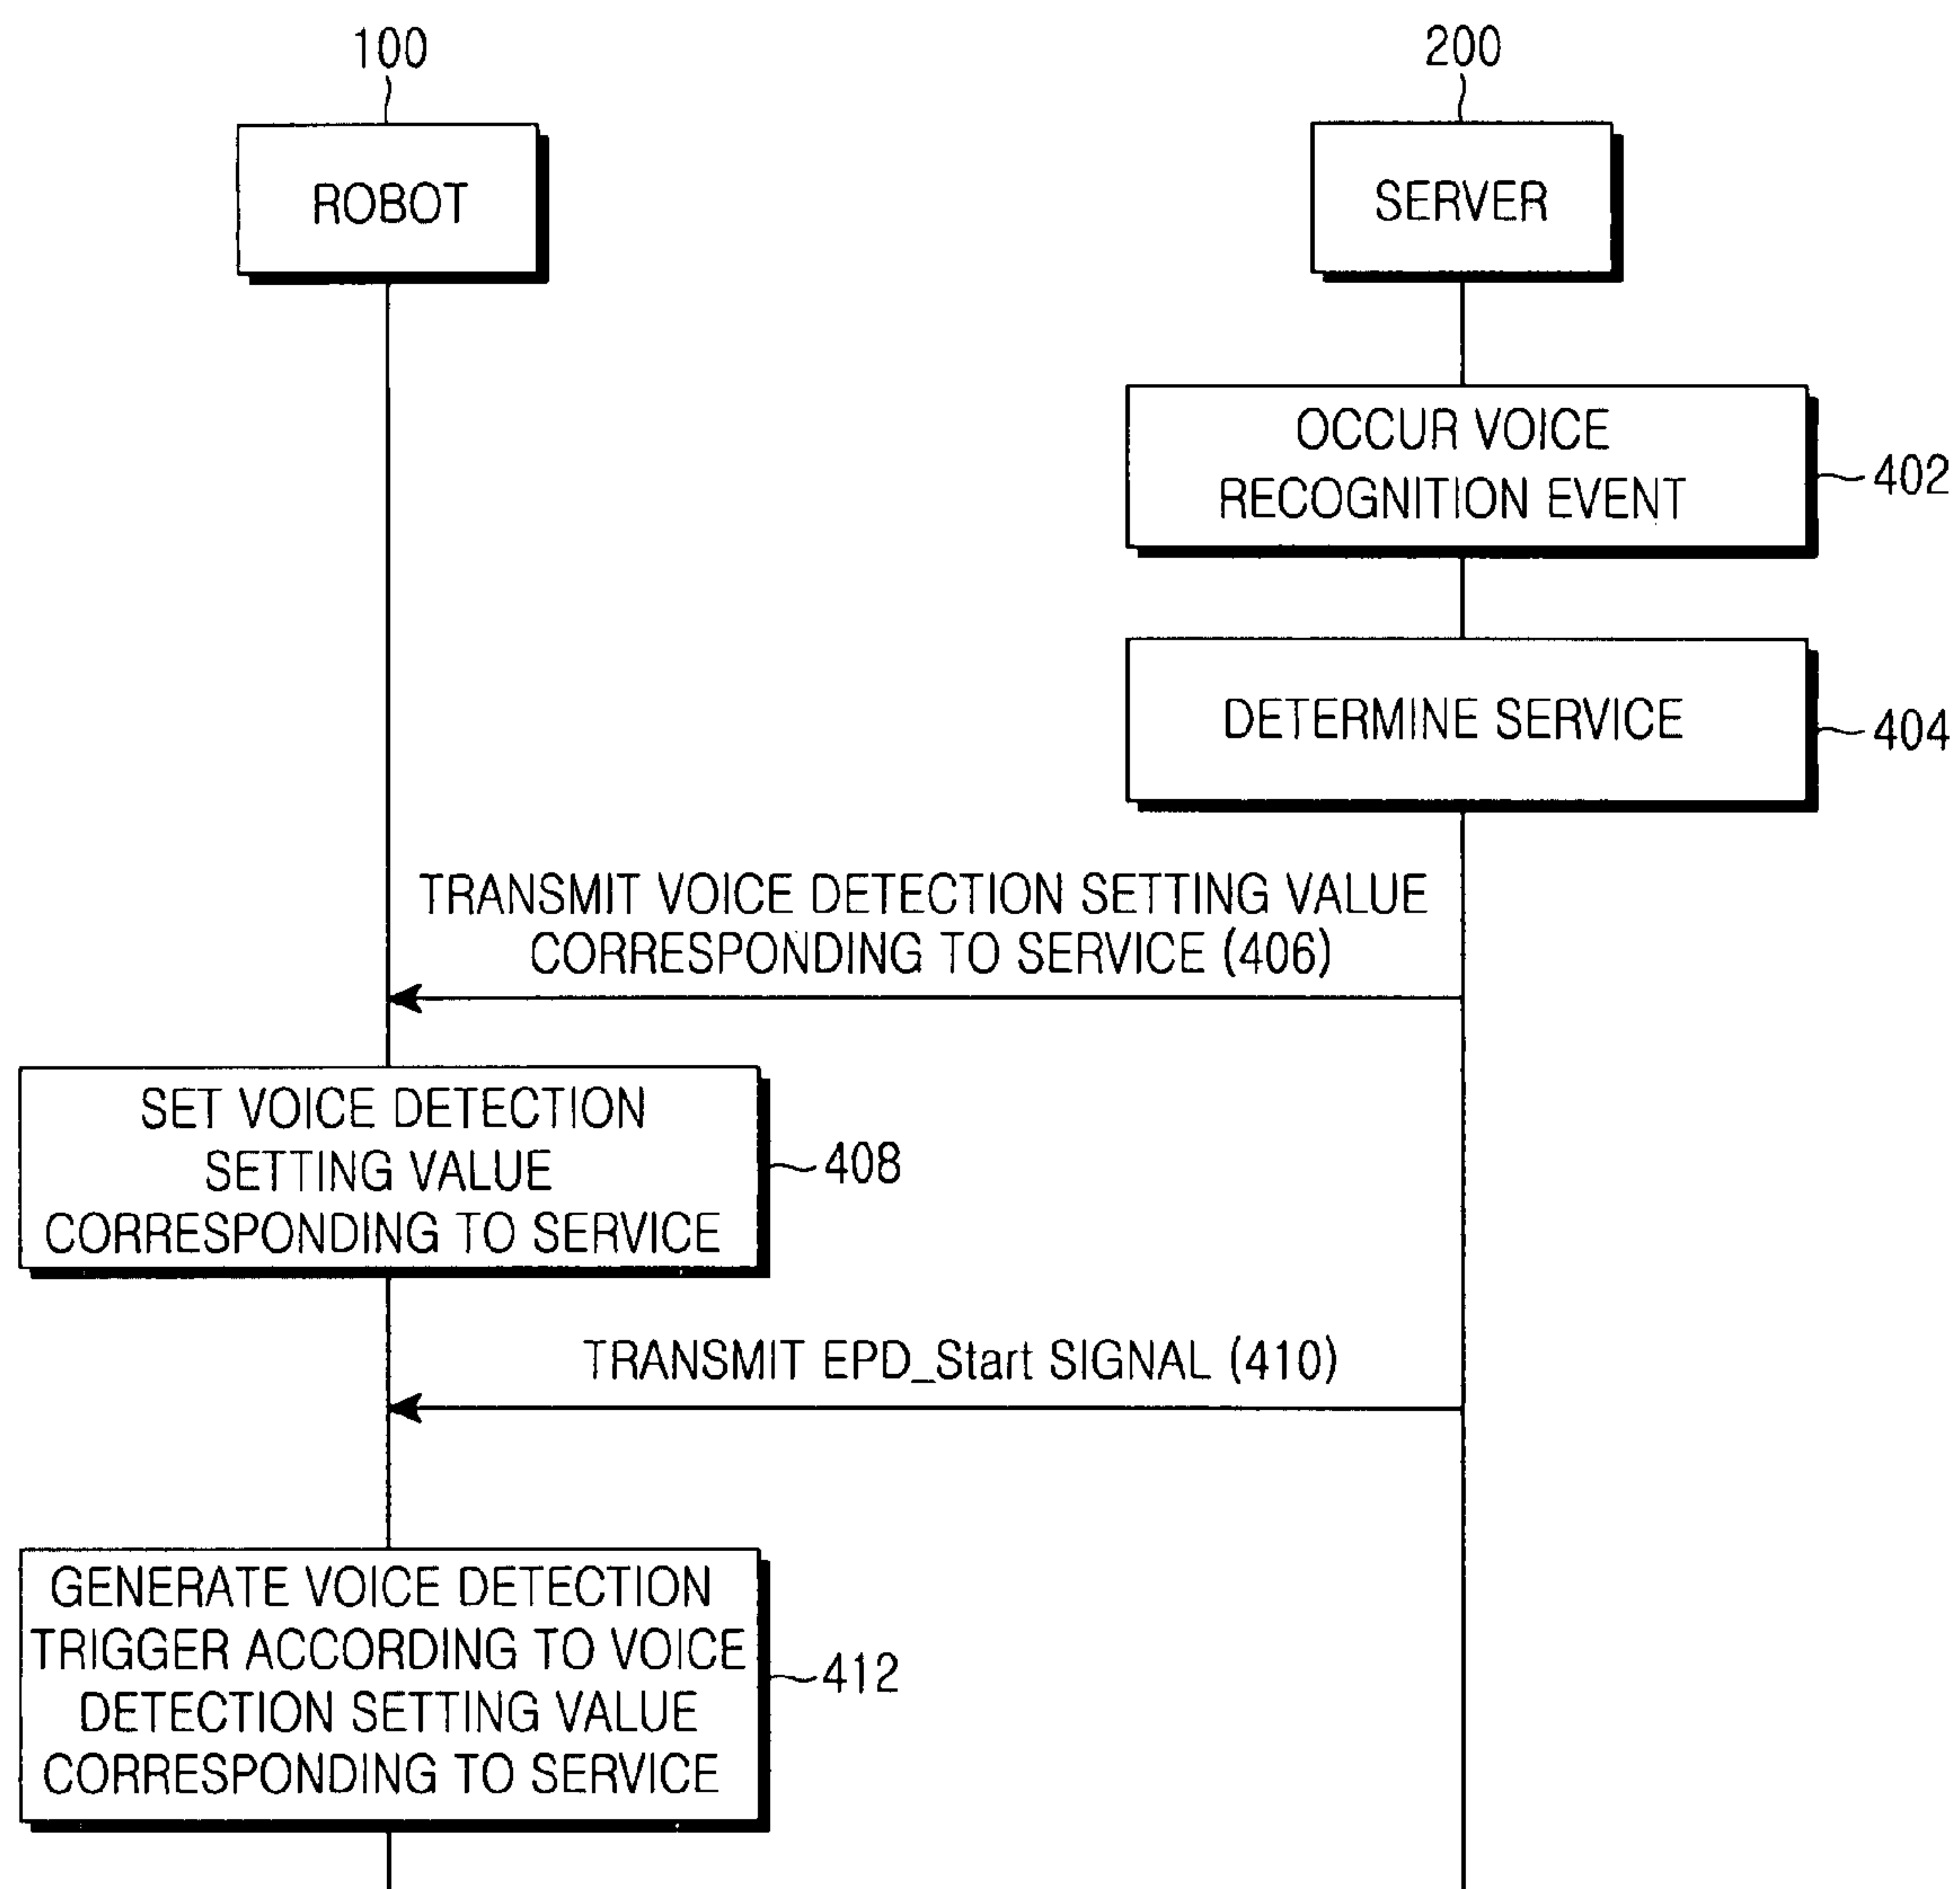 100
200
ROBOT
SERVER
OCCUR VOICE
RECOGNITION EVENT
402
DETERMINE SERVICE
404
TRANSMIT VOICE DETECTION SETTING VALUE
CORRESPONDING TO SERVICE (406)
SET VOICE DETECTION
SETTING VALUE
CORRESPONDING TO SERVICE
408
TRANSMIT EPD_Start SIGNAL (410)
GENERATE VOICE DETECTION
TRIGGER ACCORDING TO VOICE
DETECTION SETTING VALUE
CORRESPONDING TO SERVICE
412